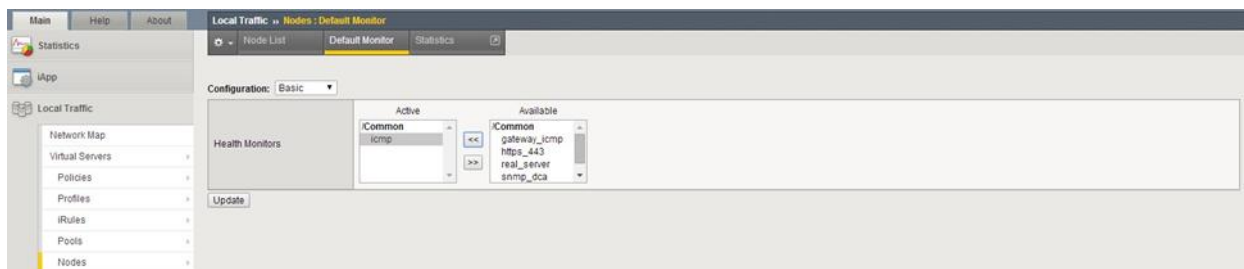 Main Help About
Local Traffic » Nodes : Default Monitor
Statistics
Node List Default Monitor Statistics
iApp
Configuration: Basic
Local Traffic
Active Available
Health Monitors
/Common
icmp
<<
>>
/Common
gateway_icmp
https_443
real_server
snmp_dca
Network Map
Virtual Servers
Policies
Profiles
Update
iRules
Pools
Nodes